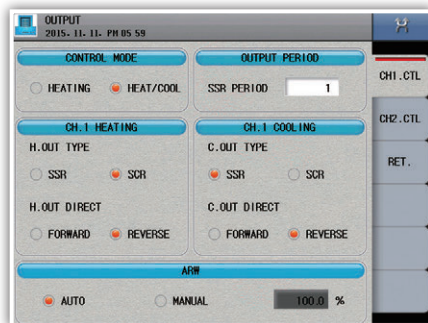 OUTPUT
2015. 11. 11. PM 05 59
CONTROL MODE
HEATING HEAT/COOL
OUTPUT PERIOD
SSR PERIOD 1
CH.1 HEATING
H.OUT TYPE
SSR SCR
H.OUT DIRECT
FORWARD REVERSE
CH.1 COOLING
C.OUT TYPE
SSR SCR
C.OUT DIRECT
FORWARD REVERSE
ARW
AUTO MANUAL 100.0 %
CH1.CTL
CH2.CTL
RET.